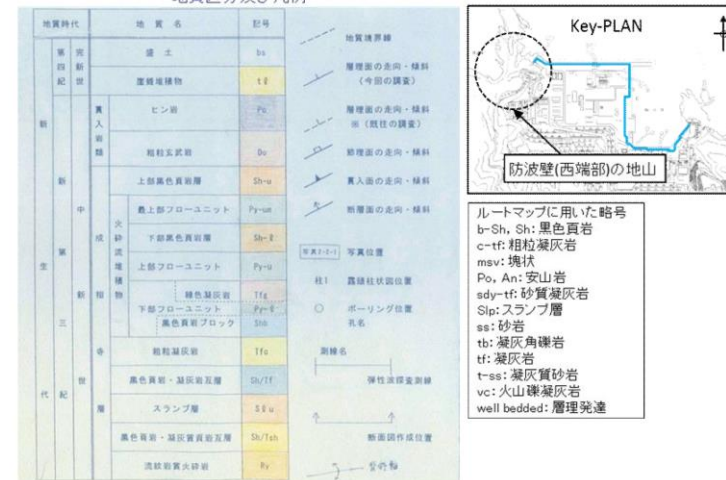 地質時代 地質名 記号
第四紀 完新世 盛土 bs
崖錐堆積物 tℓ
新生代 新第三紀 中新世
貫入岩類 ヒン岩 Po
粗粒玄武岩 Do
成相寺層
上部黒色頁岩層 Sh-u
火砕流堆積物
最上部フローユニット Py-um
下部黒色頁岩層 Sh-ℓ
上部フローユニット Py-u
桃色凝灰岩 Tfg
下部フローユニット Py-ℓ
黒色頁岩ブロック Shb
粗粒凝灰岩 Tfc
黒色頁岩・凝灰岩互層 Sh/Tf
スランプ層 Sℓu
黒色頁岩・凝灰質頁岩互層 Sh/Tsh
流紋岩質火砕岩 Ry
地質境界線
層理面の走向・傾斜
(今回の調査)
層理面の走向・傾斜
※(既往の調査)
節理面の走向・傾斜
貫入面の走向・傾斜
断層面の走向・傾斜
写真2-2-1 写真位置
柱1 露頭柱状図位置
ボーリング位置
孔名
測線名
弾性波探査測線
断面図作成位置
Key-PLAN
防波壁(西端部)の地山
ルートマップに用いた略号
b-Sh, Sh: 黒色頁岩
c-tf: 粗粒凝灰岩
msv: 塊状
Po, An: 安山岩
sdy-tf: 砂質凝灰岩
Slp: スランプ層
ss: 砂岩
tb: 凝灰角礫岩
tf: 凝灰岩
t-ss: 凝灰質砂岩
vc: 火山礫凝灰岩
well bedded: 層理発達